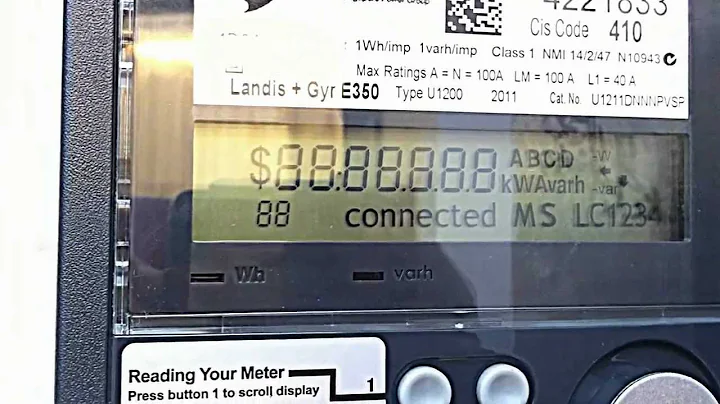 4221833
Cis Code 410
: 1Wh/imp 1varh/imp Class 1 NMI 14/2/47 N10943
Max Ratings A = N = 100A LM = 100 A L1 = 40 A
Landis + Gyr E350 Type U1200 2011 Cat. No. U1211DNNNPVSP
$88:88.8.8.8 ABCD -W
kWAvarh -var
88 connected MS LC1234
Wh varh
Reading Your Meter
Press button 1 to scroll display 1